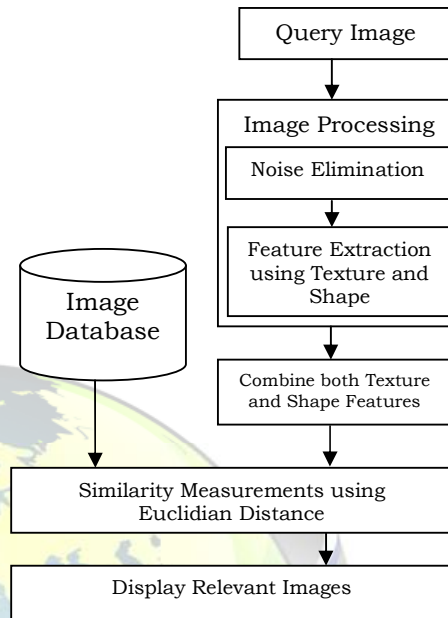 Query Image
Image Processing
Noise Elimination
Feature Extraction
using Texture and
Shape
Image
Database
Combine both Texture
and Shape Features
Similarity Measurements using
Euclidian Distance
Display Relevant Images